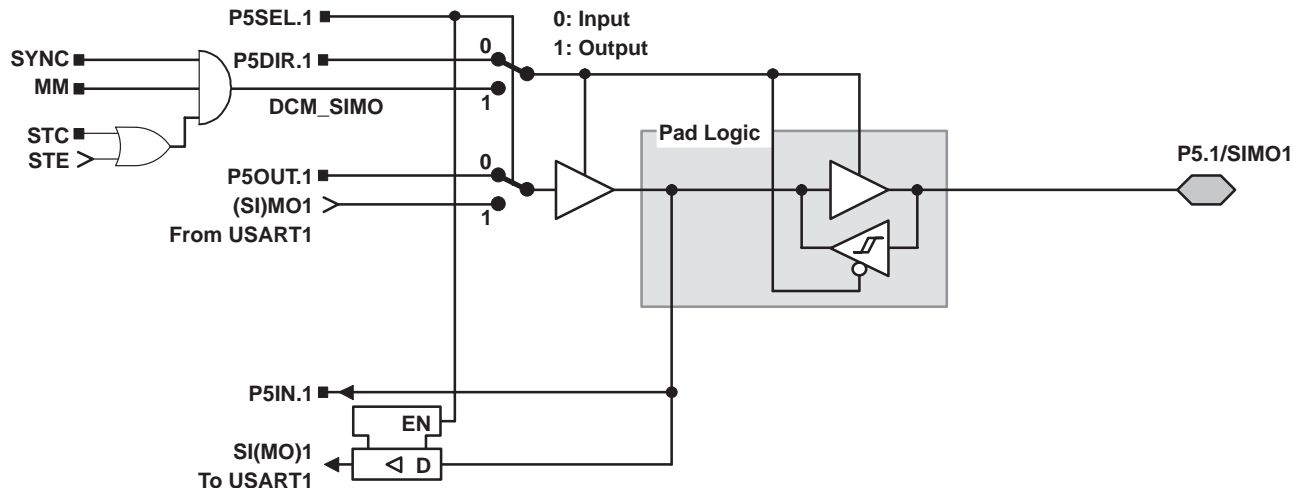 P5SEL.1
0: Input
1: Output
SYNC
P5DIR.1
0
MM
DCM_SIMO
1
STC
STE
Pad Logic
P5.1/SIMO1
P5OUT.1
0
(SI)MO1
1
From USART1
P5IN.1
EN
SI(MO)1
D
To USART1